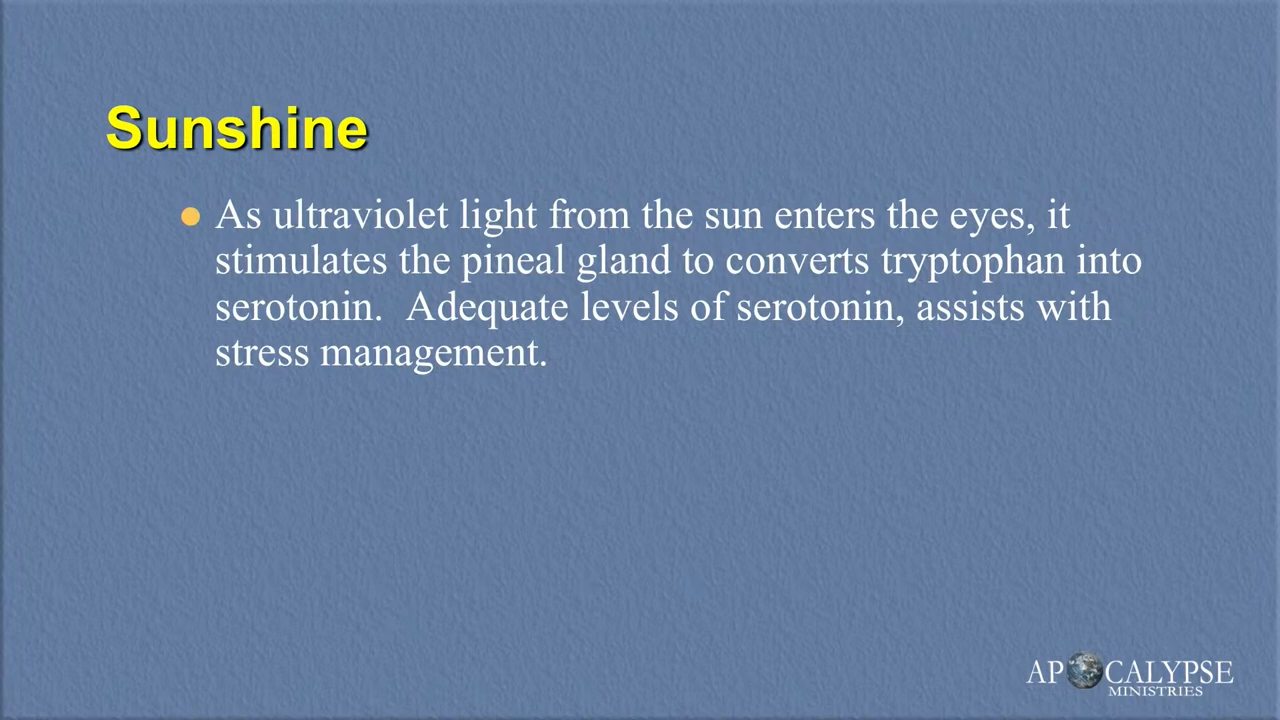 Sunshine
As ultraviolet light from the sun enters the eyes, it
stimulates the pineal gland to converts tryptophan into
serotonin.  Adequate levels of serotonin, assists with
stress management.
APOCALYPSE
MINISTRIES